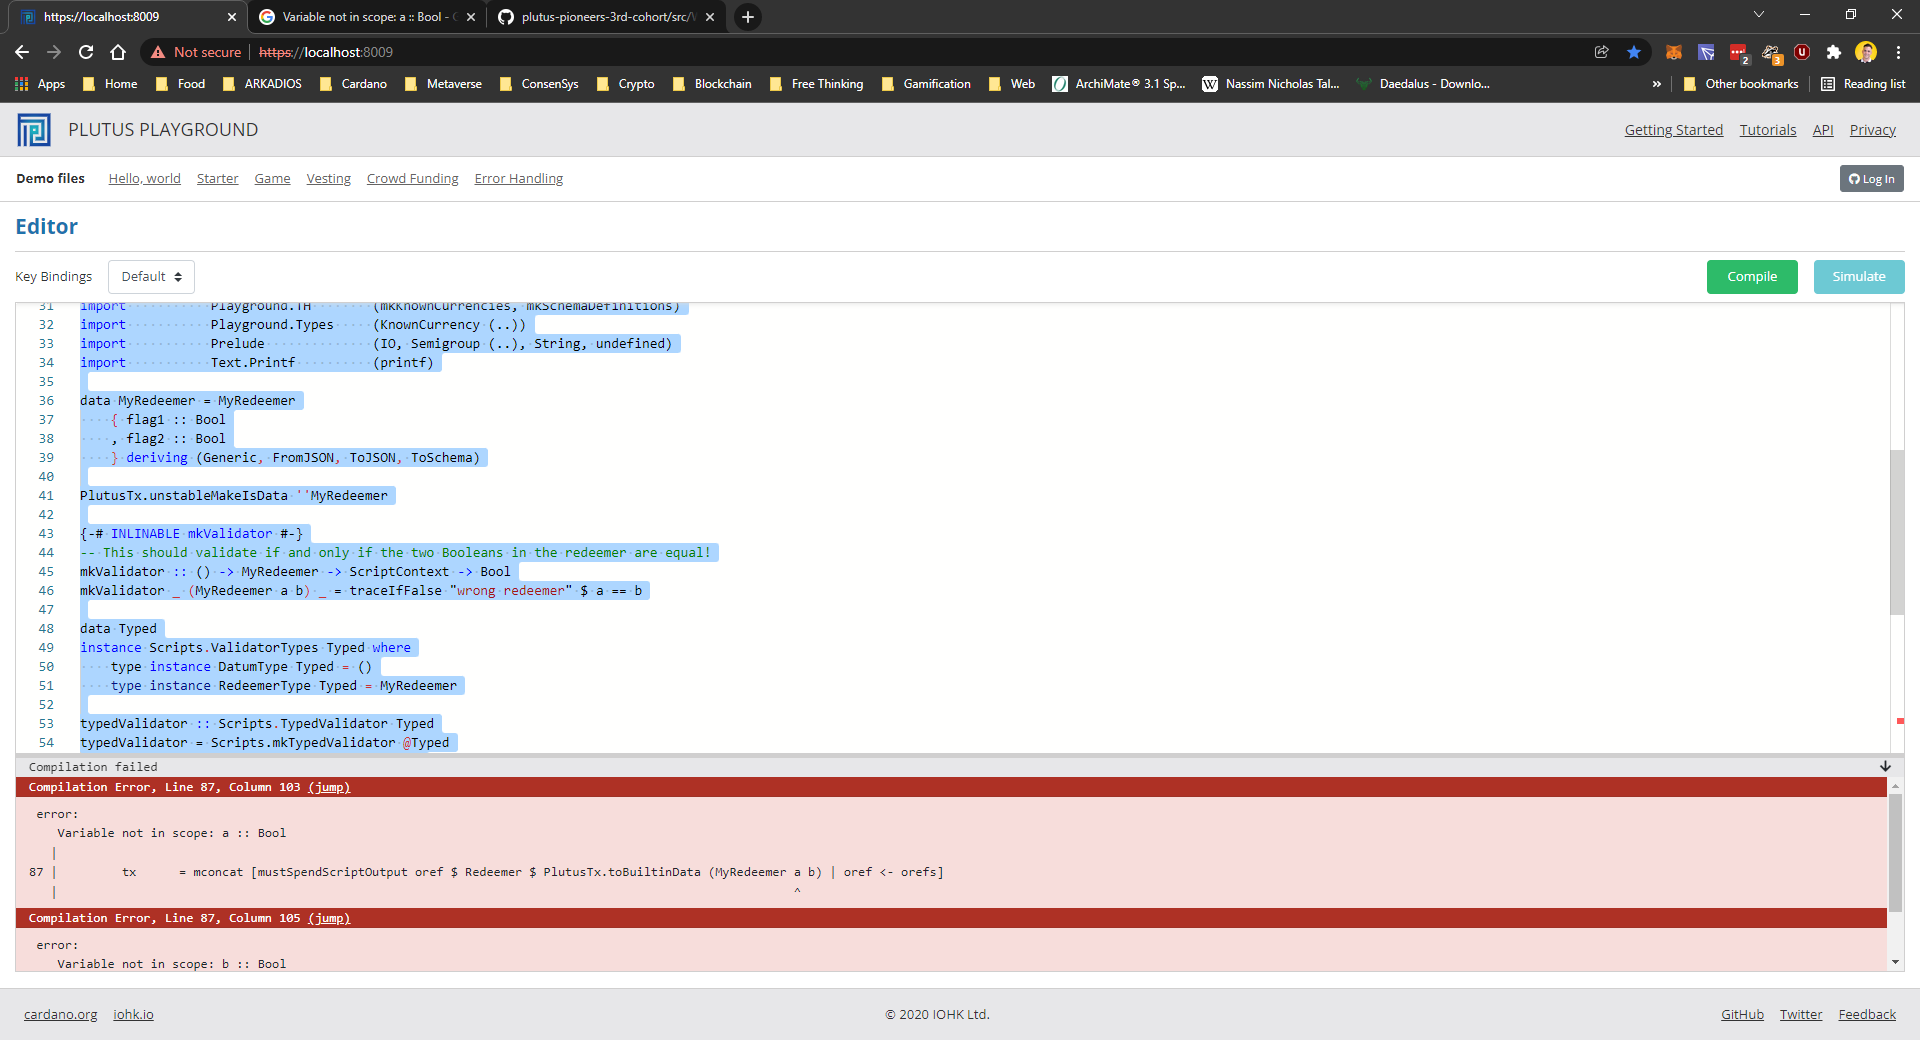 https://localhost:8009
Variable not in scope: a :: Bool - G
plutus-pioneers-3rd-cohort/src/W
Not secure https://localhost:8009
2
3
Apps Home Food ARKADIOS Cardano Metaverse ConsenSys Crypto Blockchain Free Thinking Gamification Web ArchiMate® 3.1 Sp... Nassim Nicholas Tal... Daedalus - Downlo... » Other bookmarks Reading list
PLUTUS PLAYGROUND Getting Started Tutorials API Privacy
Demo files Hello, world Starter Game Vesting Crowd Funding Error Handling Log In
Editor
Key Bindings Default Compile Simulate
31 import Playground.TH (mkKnownCurrencies, mkSchemaDefinitions)
32 import Playground.Types (KnownCurrency (..))
33 import Prelude (IO, Semigroup (..), String, undefined)
34 import Text.Printf (printf)
35
36 data MyRedeemer = MyRedeemer
37 { flag1 :: Bool
38 , flag2 :: Bool
39 } deriving (Generic, FromJSON, ToJSON, ToSchema)
40
41 PlutusTx.unstableMakeIsData ''MyRedeemer
42
43 {-# INLINABLE mkValidator #-}
44 -- This should validate if and only if the two Booleans in the redeemer are equal!
45 mkValidator :: () -> MyRedeemer -> ScriptContext -> Bool
46 mkValidator _ (MyRedeemer a b) _ = traceIfFalse "wrong redeemer" $ a == b
47
48 data Typed
49 instance Scripts.ValidatorTypes Typed where
50 type instance DatumType Typed = ()
51 type instance RedeemerType Typed = MyRedeemer
52
53 typedValidator :: Scripts.TypedValidator Typed
54 typedValidator = Scripts.mkTypedValidator @Typed
Compilation failed
Compilation Error, Line 87, Column 103 (jump)
error:
Variable not in scope: a :: Bool
|
87 | tx = mconcat [mustSpendScriptOutput oref $ Redeemer $ PlutusTx.toBuiltinData (MyRedeemer a b) | oref <- orefs]
| ^
Compilation Error, Line 87, Column 105 (jump)
error:
Variable not in scope: b :: Bool
cardano.org iohk.io © 2020 IOHK Ltd. GitHub Twitter Feedback